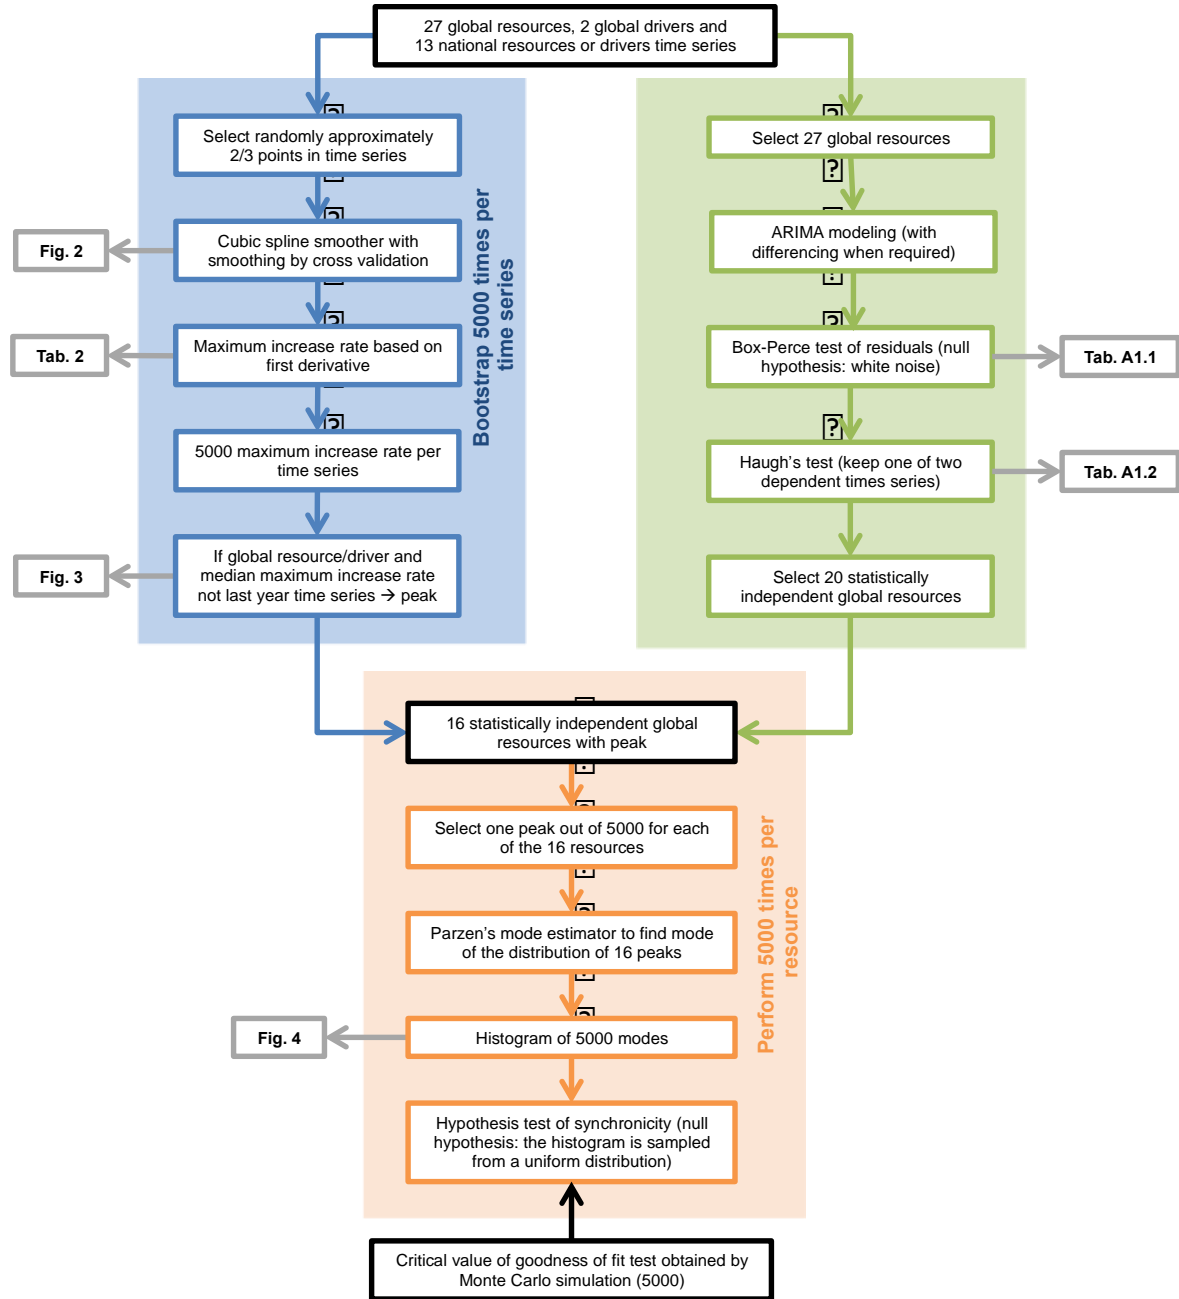 27 global resources, 2 global drivers and
13 national resources or drivers time series
Select randomly approximately
2/3 points in time series
Cubic spline smoother with
smoothing by cross validation
Fig. 2
Maximum increase rate based on
first derivative
Tab. 2
5000 maximum increase rate per
time series
If global resource/driver and
median maximum increase rate
not last year time series → peak
Fig. 3
Bootstrap 5000 times per
time series
Select 27 global resources
ARIMA modeling (with
differencing when required)
Box-Perce test of residuals (null
hypothesis: white noise)
Tab. A1.1
Haugh's test (keep one of two
dependent times series)
Tab. A1.2
Select 20 statistically
independent global resources
16 statistically independent global
resources with peak
Select one peak out of 5000 for each
of the 16 resources
Parzen's mode estimator to find mode
of the distribution of 16 peaks
Histogram of 5000 modes
Fig. 4
Hypothesis test of synchronicity (null
hypothesis: the histogram is sampled
from a uniform distribution)
Perform 5000 times per
resource
Critical value of goodness of fit test obtained by
Monte Carlo simulation (5000)